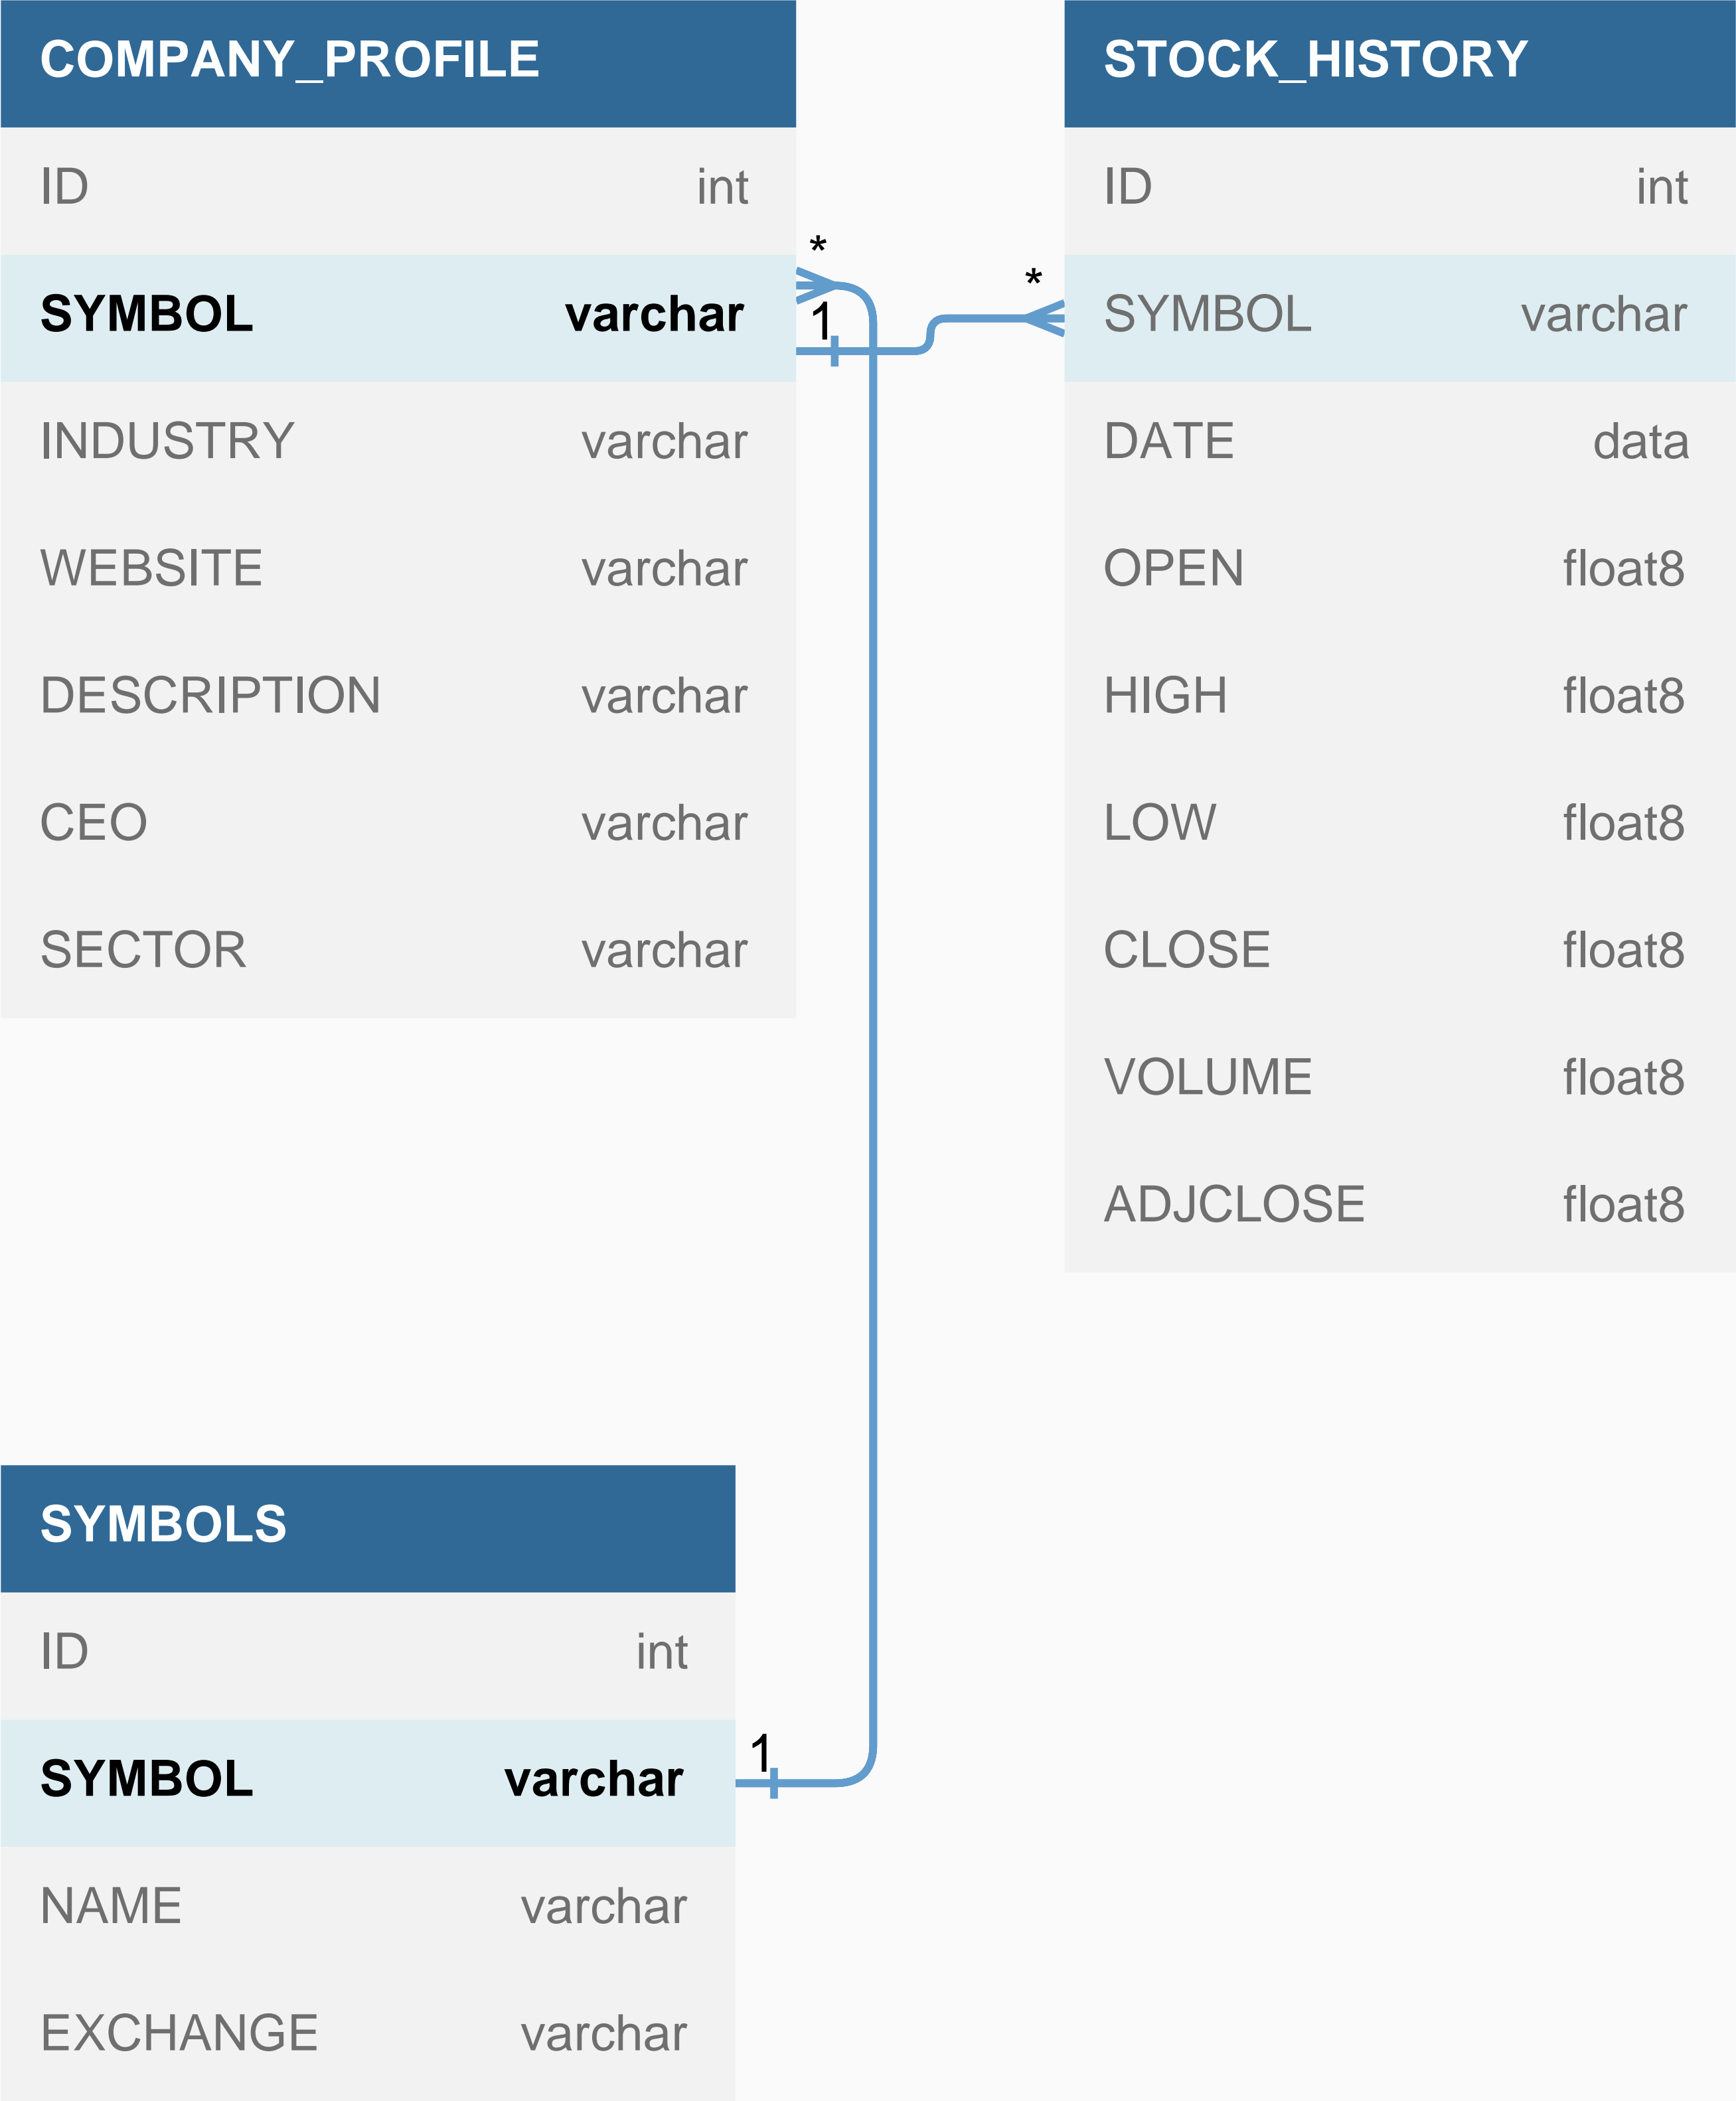 COMPANY_PROFILE
ID int
SYMBOL varchar
INDUSTRY varchar
WEBSITE varchar
DESCRIPTION varchar
CEO varchar
SECTOR varchar
*
1
*
STOCK_HISTORY
ID int
SYMBOL varchar
DATE data
OPEN float8
HIGH float8
LOW float8
CLOSE float8
VOLUME float8
ADJCLOSE float8
SYMBOLS
ID int
SYMBOL varchar
1
NAME varchar
EXCHANGE varchar